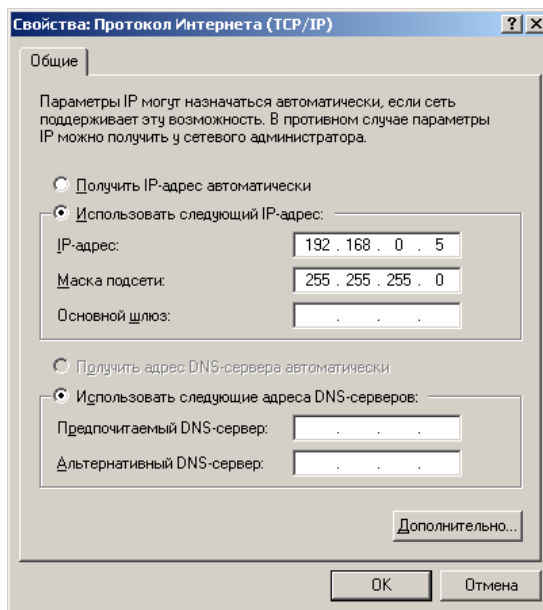 Свойства: Протокол Интернета (TCP/IP)
Общие
Параметры IP могут назначаться автоматически, если сеть
поддерживает эту возможность. В противном случае параметры
IP можно получить у сетевого администратора.
Получить IP-адрес автоматически
Использовать следующий IP-адрес:
IP-адрес: 192 . 168 . 0 . 5
Маска подсети: 255 . 255 . 255 . 0
Основной шлюз: . . .
Получить адрес DNS-сервера автоматически
Использовать следующие адреса DNS-серверов:
Предпочитаемый DNS-сервер: . . .
Альтернативный DNS-сервер: . . .
Дополнительно...
OK Отмена